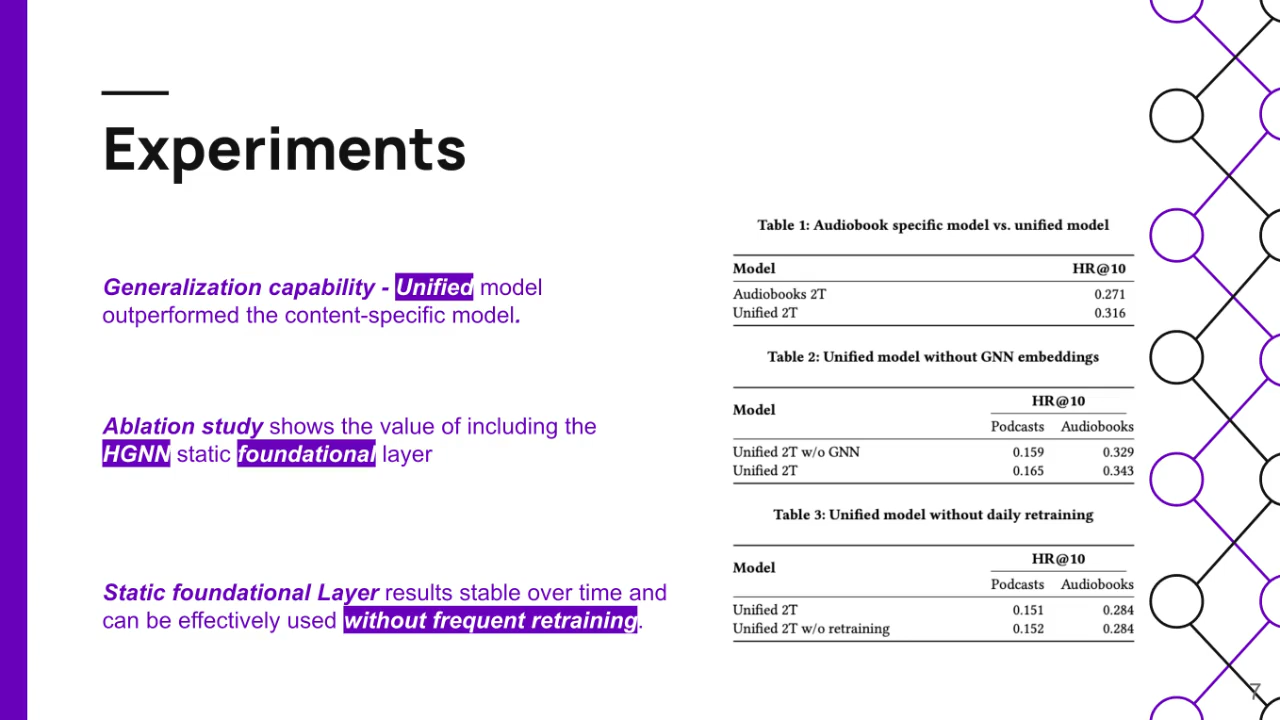 Experiments
Generalization capability - Unified model
outperformed the content-specific model.
Ablation study shows the value of including the
HGNN static foundational layer
Static foundational Layer results stable over time and
can be effectively used without frequent retraining.
Table 1: Audiobook specific model vs. unified model
Model HR@10
Audiobooks 2T 0.271
Unified 2T 0.316
Table 2: Unified model without GNN embeddings
Model HR@10
Podcasts Audiobooks
Unified 2T w/o GNN 0.159 0.329
Unified 2T 0.165 0.343
Table 3: Unified model without daily retraining
Model HR@10
Podcasts Audiobooks
Unified 2T 0.151 0.284
Unified 2T w/o retraining 0.152 0.284
7